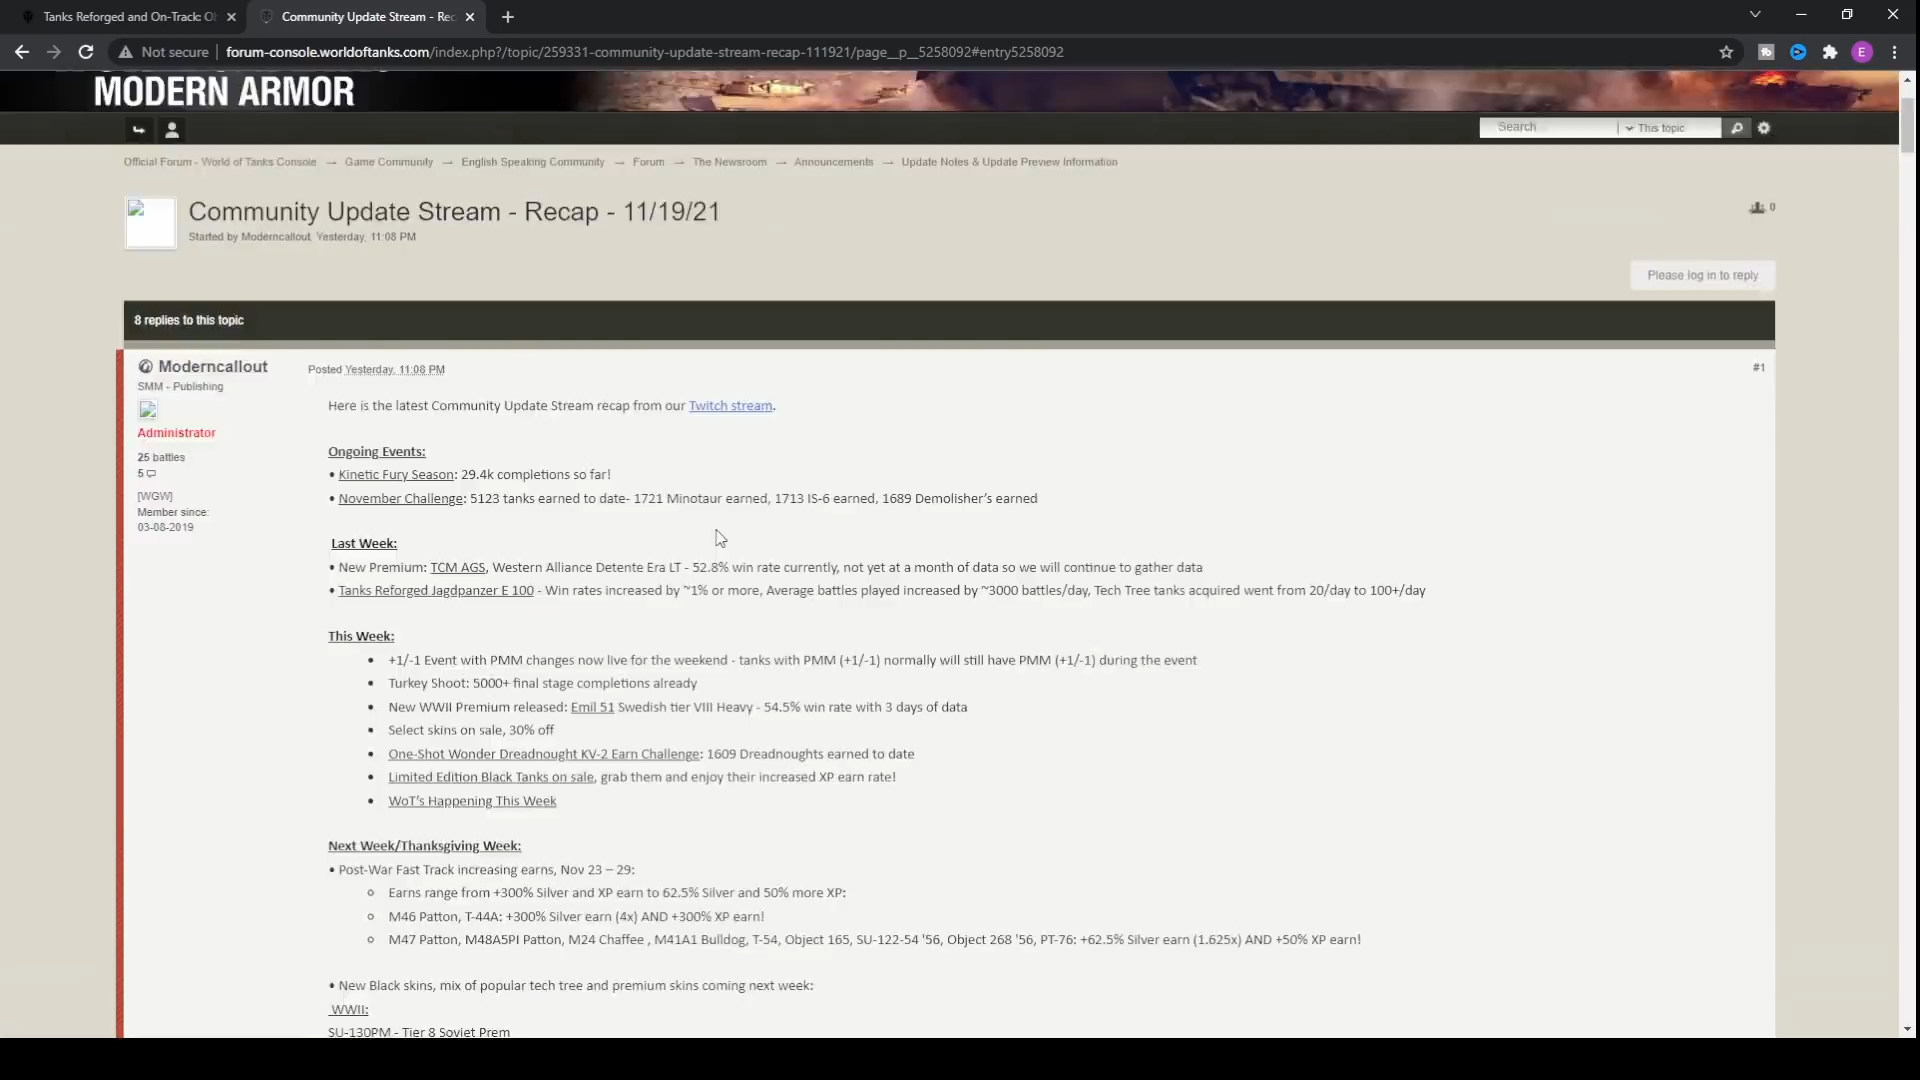 Tanks Reforged and On-Track: Ob
Community Update Stream - Rec
Not secure
forum-console.worldoftanks.com/index.php?/topic/259331-community-update-stream-recap-111921/page__p__5258092#entry5258092
E
MODERN ARMOR
Search
This topic
Official Forum - World of Tanks Console → Game Community → English Speaking Community → Forum → The Newsroom → Announcements → Update Notes & Update Preview Information
Community Update Stream - Recap - 11/19/21
0
Started by Moderncallout, Yesterday, 11:08 PM
Please log in to reply
8 replies to this topic
Moderncallout
Posted Yesterday, 11:08 PM
#1
SMM - Publishing
Administrator
25 battles
5
[WGW]
Member since:
03-08-2019
Here is the latest Community Update Stream recap from our Twitch stream.
Ongoing Events:
• Kinetic Fury Season: 29.4k completions so far!
• November Challenge: 5123 tanks earned to date- 1721 Minotaur earned, 1713 IS-6 earned, 1689 Demolisher's earned
Last Week:
• New Premium: TCM AGS, Western Alliance Detente Era LT - 52.8% win rate currently, not yet at a month of data so we will continue to gather data
• Tanks Reforged Jagdpanzer E 100 - Win rates increased by ~1% or more, Average battles played increased by ~3000 battles/day, Tech Tree tanks acquired went from 20/day to 100+/day
This Week:
• +1/-1 Event with PMM changes now live for the weekend - tanks with PMM (+1/-1) normally will still have PMM (+1/-1) during the event
• Turkey Shoot: 5000+ final stage completions already
• New WWII Premium released: Emil 51 Swedish tier VIII Heavy - 54.5% win rate with 3 days of data
• Select skins on sale, 30% off
• One-Shot Wonder Dreadnought KV-2 Earn Challenge: 1609 Dreadnoughts earned to date
• Limited Edition Black Tanks on sale, grab them and enjoy their increased XP earn rate!
• WoT's Happening This Week
Next Week/Thanksgiving Week:
• Post-War Fast Track increasing earns, Nov 23 – 29:
o Earns range from +300% Silver and XP earn to 62.5% Silver and 50% more XP:
o M46 Patton, T-44A: +300% Silver earn (4x) AND +300% XP earn!
o M47 Patton, M48A5PI Patton, M24 Chaffee , M41A1 Bulldog, T-54, Object 165, SU-122-54 '56, Object 268 '56, PT-76: +62.5% Silver earn (1.625x) AND +50% XP earn!
• New Black skins, mix of popular tech tree and premium skins coming next week:
WWII:
SU-130PM - Tier 8 Soviet Prem